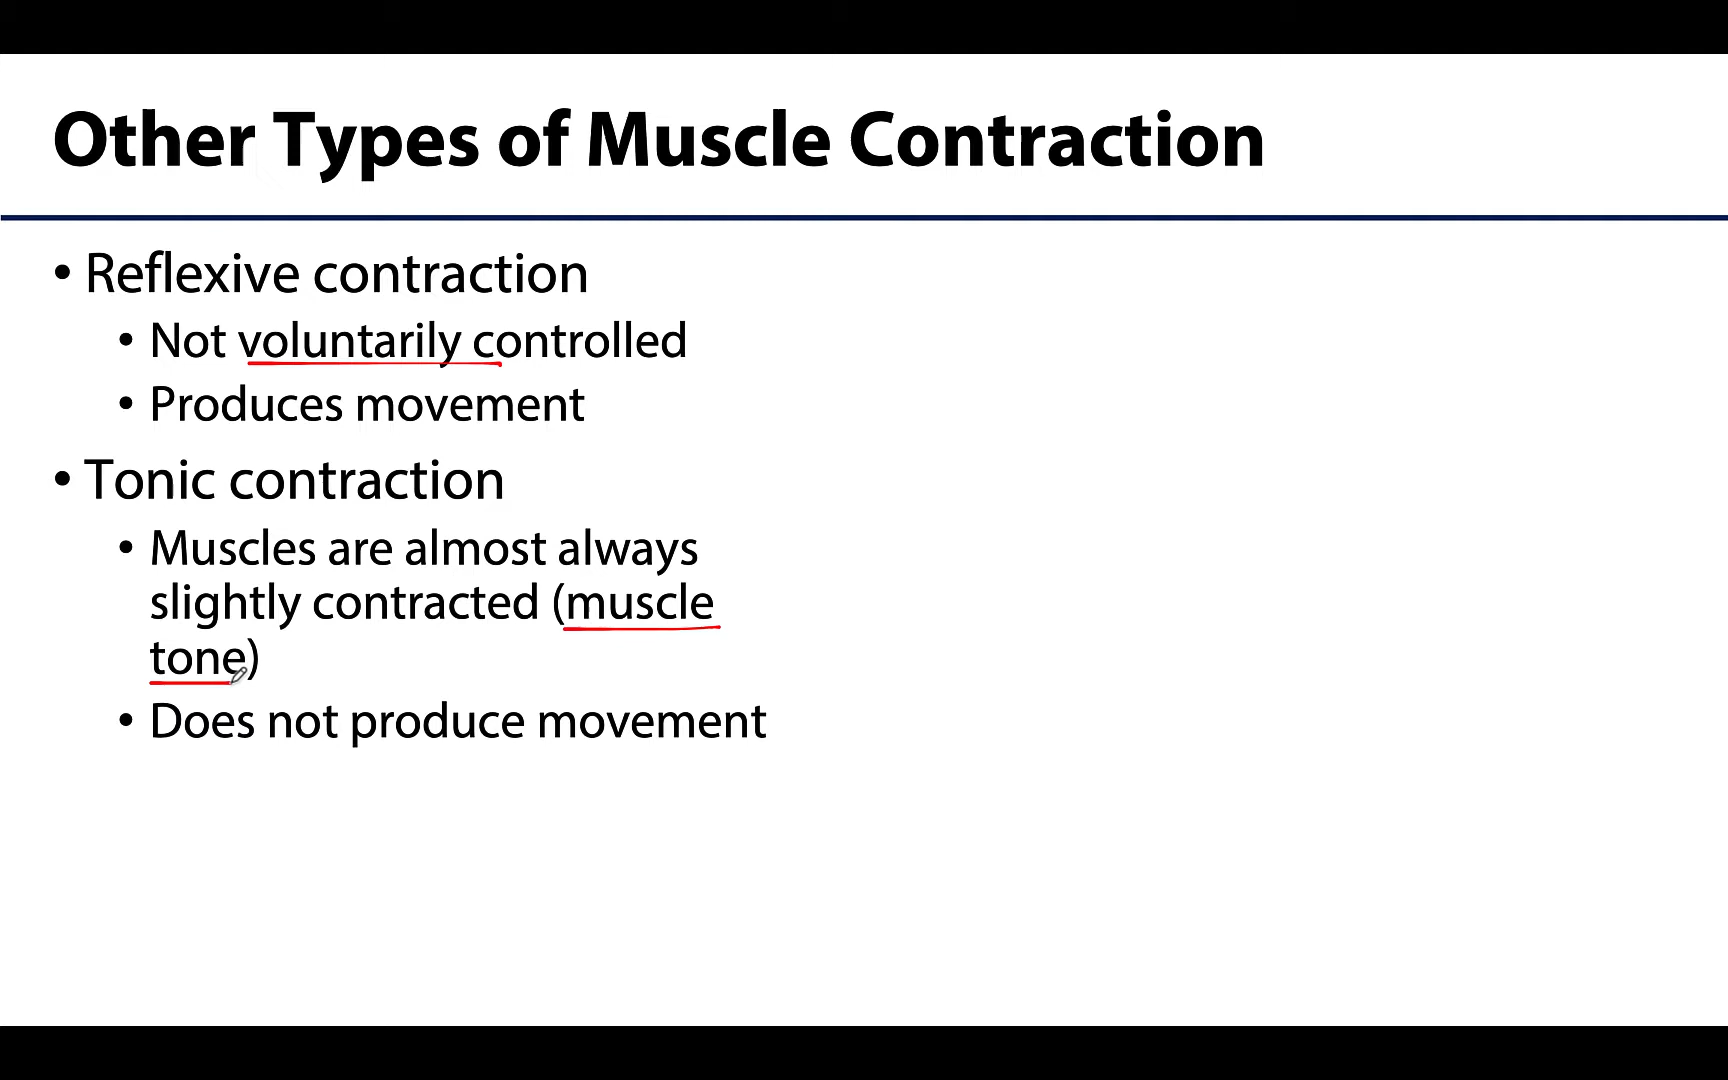 Other Types of Muscle Contraction
• Reflexive contraction
• Not voluntarily controlled
• Produces movement
• Tonic contraction
• Muscles are almost always
slightly contracted (muscle
tone)
• Does not produce movement